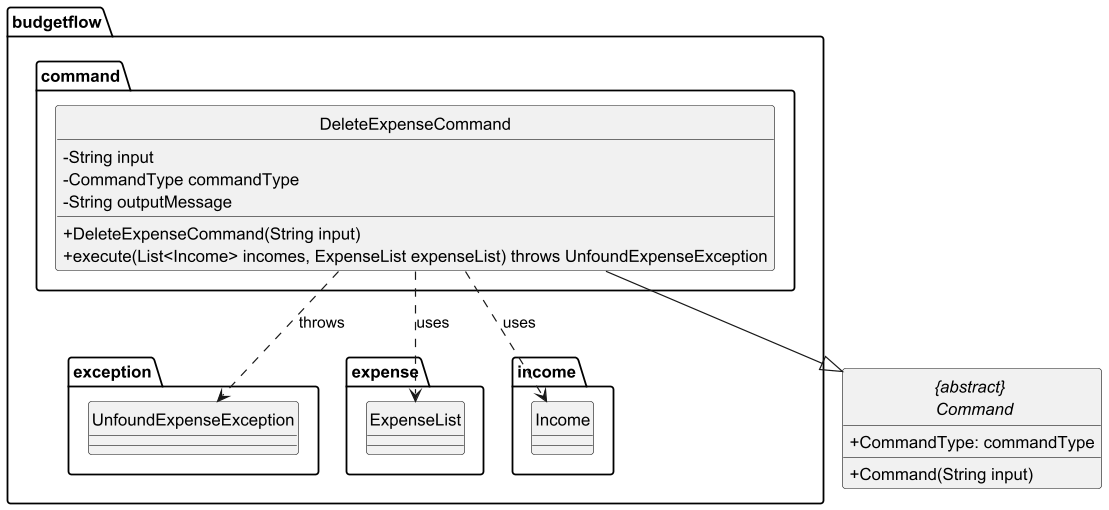 budgetflow
command
DeleteExpenseCommand
-String input
-CommandType commandType
-String outputMessage
+DeleteExpenseCommand(String input)
+execute(List<Income> incomes, ExpenseList expenseList) throws UnfoundExpenseException
throws
uses
uses
exception
UnfoundExpenseException
expense
ExpenseList
income
Income
{abstract}
Command
+CommandType: commandType
+Command(String input)